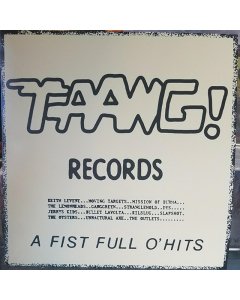 TAANG!
RECORDS
KEITH LEVENE...MOVING TARGETS..MISSION OF BURMA...
THE LEMONHEADS..GANGGREEN...STRANGLEHOLD...DYS....
JERRY'S KIDS...BULLET LAVOLTA...KILSLUG...SLAPSHOT.
THE OYSTERS...UNNATURAL AXE..THE OUTLETS..........
A FIST FULL O'HITS